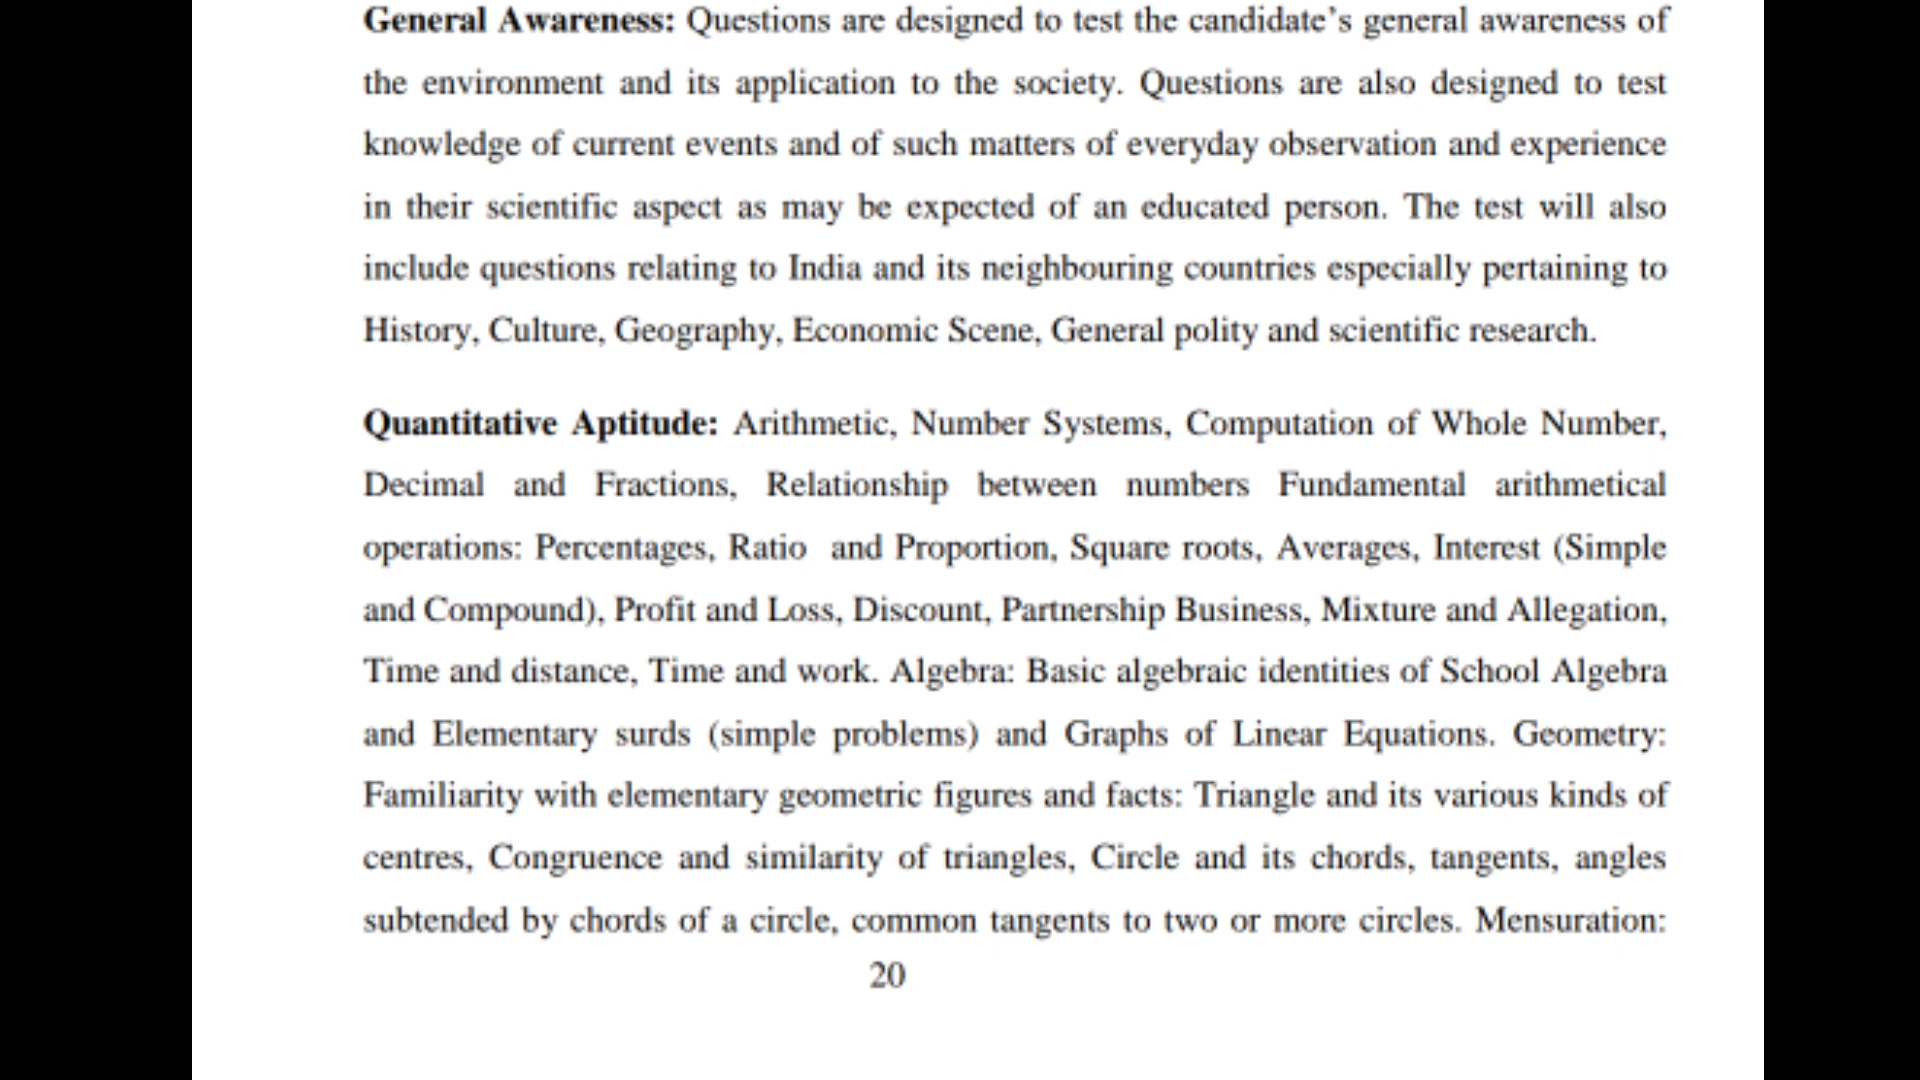 General Awareness: Questions are designed to test the candidate’s general awareness of
the environment and its application to the society. Questions are also designed to test
knowledge of current events and of such matters of everyday observation and experience
in their scientific aspect as may be expected of an educated person. The test will also
include questions relating to India and its neighbouring countries especially pertaining to
History, Culture, Geography, Economic Scene, General polity and scientific research.
Quantitative Aptitude: Arithmetic, Number Systems, Computation of Whole Number,
Decimal and Fractions, Relationship between numbers Fundamental arithmetical
operations: Percentages, Ratio and Proportion, Square roots, Averages, Interest (Simple
and Compound), Profit and Loss, Discount, Partnership Business, Mixture and Allegation,
Time and distance, Time and work. Algebra: Basic algebraic identities of School Algebra
and Elementary surds (simple problems) and Graphs of Linear Equations. Geometry:
Familiarity with elementary geometric figures and facts: Triangle and its various kinds of
centres, Congruence and similarity of triangles, Circle and its chords, tangents, angles
subtended by chords of a circle, common tangents to two or more circles. Mensuration:
20